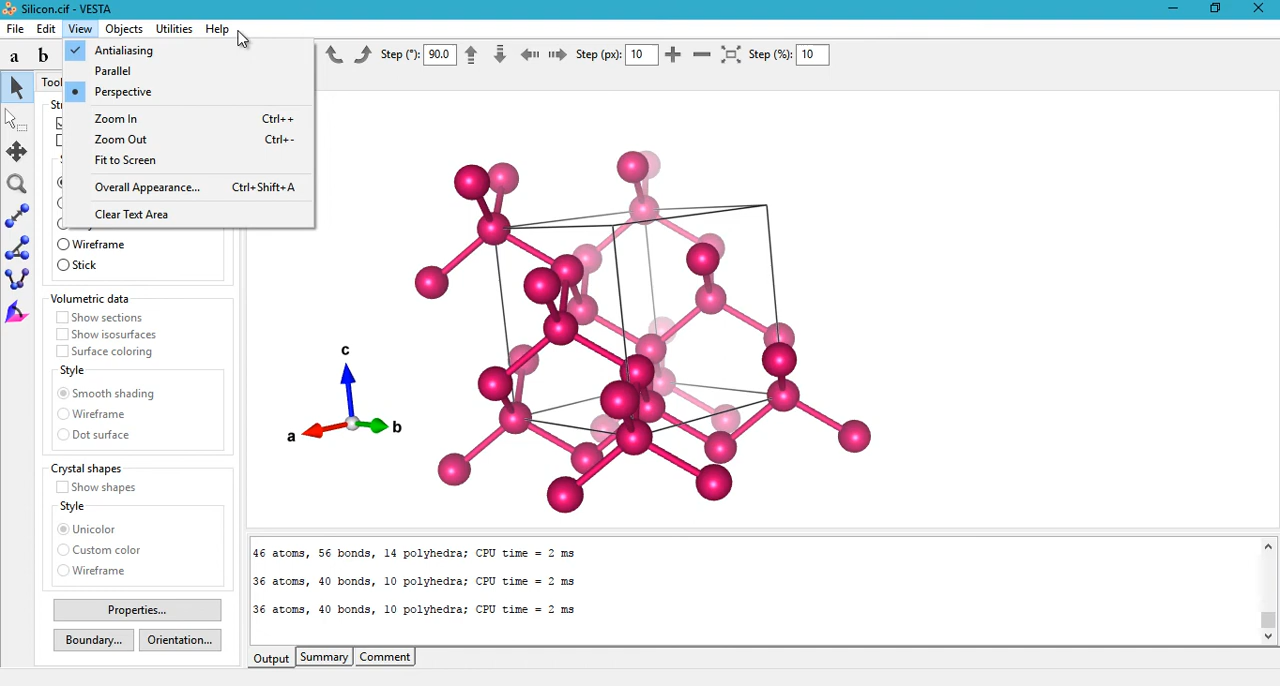 Silicon.cif - VESTA
File Edit View Objects Utilities Help
a b Step (°): 90.0 Step (px): 10 Step (%): 10
Antialiasing
Parallel
Perspective
Zoom In Ctrl++
Zoom Out Ctrl+-
Fit to Screen
Overall Appearance... Ctrl+Shift+A
Clear Text Area
Wireframe
Stick
Volumetric data
Show sections
Show isosurfaces
Surface coloring
Style
Smooth shading
Wireframe
Dot surface
Crystal shapes
Show shapes
Style
Unicolor
Custom color
Wireframe
Properties...
Boundary... Orientation...
c
a b
46 atoms, 56 bonds, 14 polyhedra; CPU time = 2 ms
36 atoms, 40 bonds, 10 polyhedra; CPU time = 2 ms
36 atoms, 40 bonds, 10 polyhedra; CPU time = 2 ms
Output Summary Comment